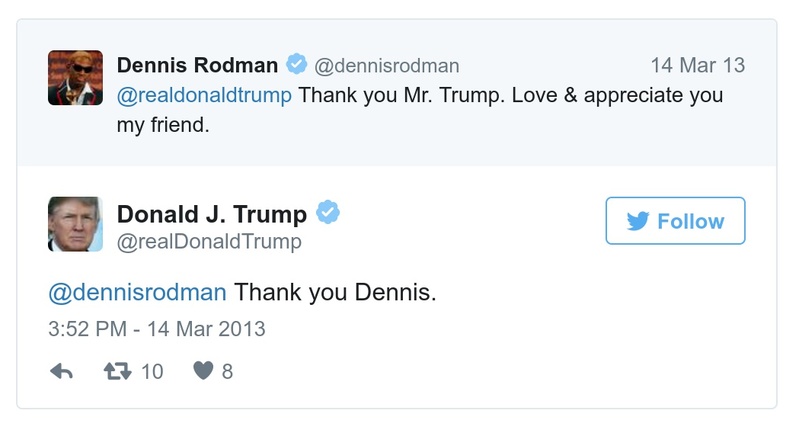 Dennis Rodman @dennisrodman 14 Mar 13
@realdonaldtrump Thank you Mr. Trump. Love & appreciate you
my friend.
Donald J. Trump
Follow
@realDonaldTrump
@dennisrodman Thank you Dennis.
3:52 PM - 14 Mar 2013
10 8